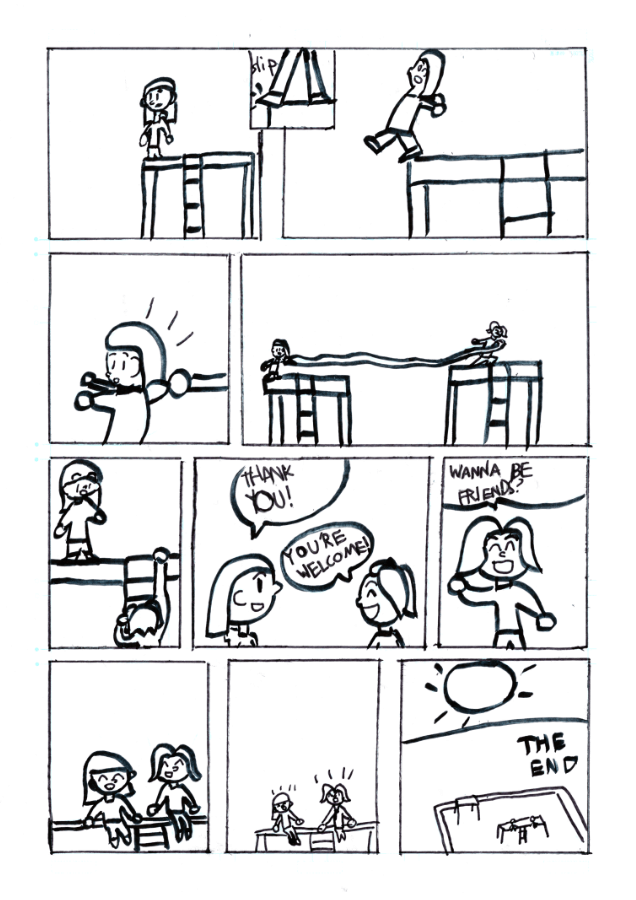 slip
THANK
YOU!
YOU'RE
WELCOME!
WANNA BE
FRIENDS?
THE
END